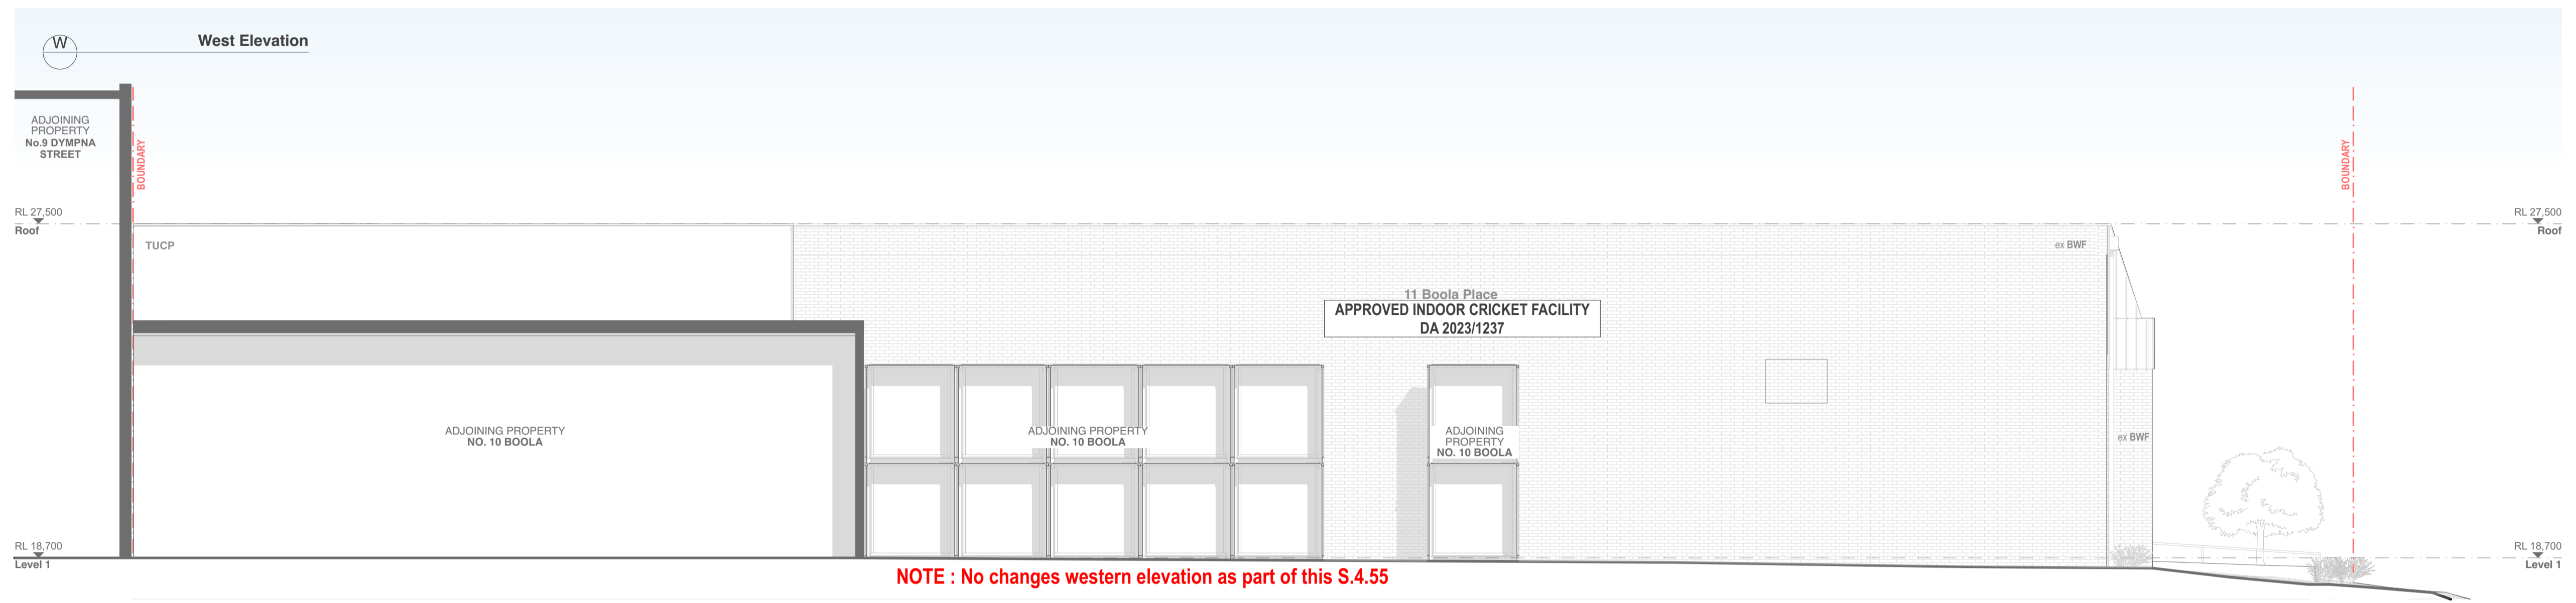 W
West Elevation
ADJOINING
PROPERTY
No.9 DYMPNA
STREET
BOUNDARY
BOUNDARY
RL 27,500
Roof
RL 27,500
Roof
TUCP
ex BWF
11 Boola Place
APPROVED INDOOR CRICKET FACILITY
DA 2023/1237
ADJOINING PROPERTY
NO. 10 BOOLA
ADJOINING PROPERTY
NO. 10 BOOLA
ADJOINING
PROPERTY
NO. 10 BOOLA
ex BWF
RL 18,700
Level 1
RL 18,700
Level 1
NOTE : No changes western elevation as part of this S.4.55